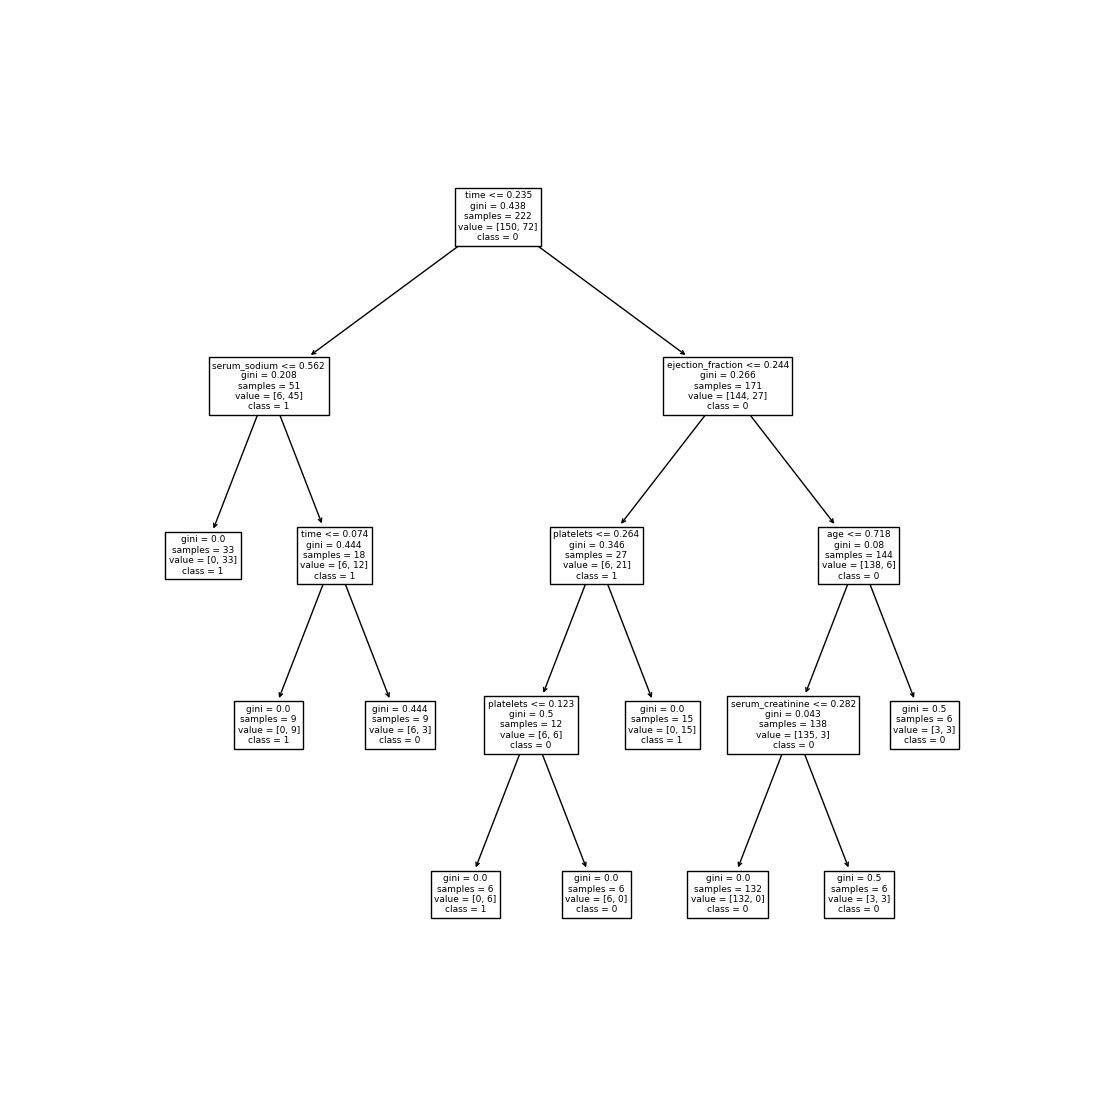 time <= 0.235
gini = 0.438
samples = 222
value = [150, 72]
class = 0
serum_sodium <= 0.562
gini = 0.208
samples = 51
value = [6, 45]
class = 1
ejection_fraction <= 0.244
gini = 0.266
samples = 171
value = [144, 27]
class = 0
gini = 0.0
samples = 33
value = [0, 33]
class = 1
time <= 0.074
gini = 0.444
samples = 18
value = [6, 12]
class = 1
platelets <= 0.264
gini = 0.346
samples = 27
value = [6, 21]
class = 1
age <= 0.718
gini = 0.08
samples = 144
value = [138, 6]
class = 0
gini = 0.0
samples = 9
value = [0, 9]
class = 1
gini = 0.444
samples = 9
value = [6, 3]
class = 0
platelets <= 0.123
gini = 0.5
samples = 12
value = [6, 6]
class = 0
gini = 0.0
samples = 15
value = [0, 15]
class = 1
serum_creatinine <= 0.282
gini = 0.043
samples = 138
value = [135, 3]
class = 0
gini = 0.5
samples = 6
value = [3, 3]
class = 0
gini = 0.0
samples = 6
value = [0, 6]
class = 1
gini = 0.0
samples = 6
value = [6, 0]
class = 0
gini = 0.0
samples = 132
value = [132, 0]
class = 0
gini = 0.5
samples = 6
value = [3, 3]
class = 0